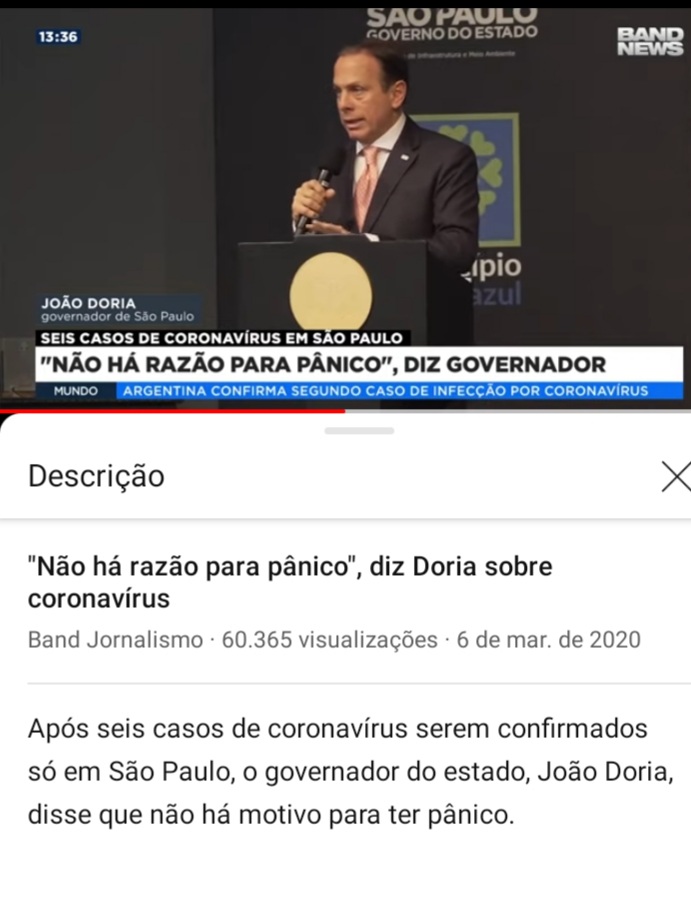 SÃO PAULO
GOVERNO DO ESTADO
13:36
BAND
NEWS
ípio
azul
JOÃO DORIA
governador de São Paulo
SEIS CASOS DE CORONAVÍRUS EM SÃO PAULO
"NÃO HÁ RAZÃO PARA PÂNICO", DIZ GOVERNADOR
MUNDO ARGENTINA CONFIRMA SEGUNDO CASO DE INFECÇÃO POR CORONAVÍRUS
Descrição
"Não há razão para pânico", diz Doria sobre
coronavírus
Band Jornalismo · 60.365 visualizações · 6 de mar. de 2020
Após seis casos de coronavírus serem confirmados
só em São Paulo, o governador do estado, João Doria,
disse que não há motivo para ter pânico.